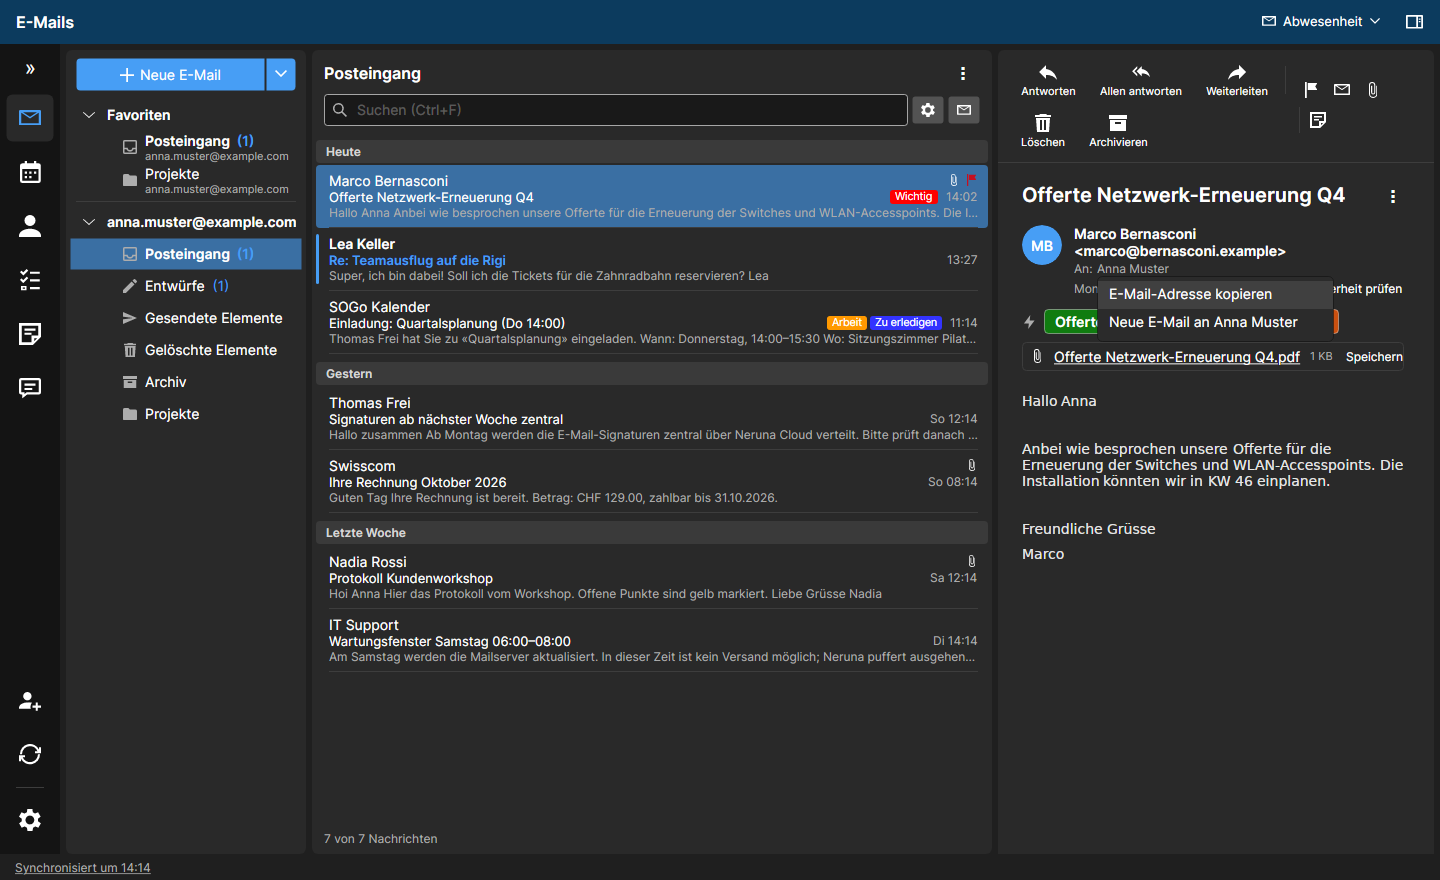 E-Mails
Abwesenheit
Neue E-Mail
Favoriten
Posteingang (1)
anna.muster@example.com
Projekte
anna.muster@example.com
anna.muster@example.com
Posteingang (1)
Entwürfe (1)
Gesendete Elemente
Gelöschte Elemente
Archiv
Projekte
Posteingang
Suchen (Ctrl+F)
Heute
Marco Bernasconi
Offerte Netzwerk-Erneuerung Q4 Wichtig 14:02
Hallo Anna Anbei wie besprochen unsere Offerte für die Erneuerung der Switches und WLAN-Accesspoints. Die I...
Lea Keller
Re: Teamausflug auf die Rigi 13:27
Super, ich bin dabei! Soll ich die Tickets für die Zahnradbahn reservieren? Lea
SOGo Kalender
Einladung: Quartalsplanung (Do 14:00) Arbeit Zu erledigen 11:14
Thomas Frei hat Sie zu «Quartalsplanung» eingeladen. Wann: Donnerstag, 14:00–15:30 Wo: Sitzungszimmer Pilat...
Gestern
Thomas Frei
Signaturen ab nächster Woche zentral So 12:14
Hallo zusammen Ab Montag werden die E-Mail-Signaturen zentral über Neruna Cloud verteilt. Bitte prüft danach ...
Swisscom
Ihre Rechnung Oktober 2026 So 08:14
Guten Tag Ihre Rechnung ist bereit. Betrag: CHF 129.00, zahlbar bis 31.10.2026.
Letzte Woche
Nadia Rossi
Protokoll Kundenworkshop Sa 12:14
Hoi Anna Hier das Protokoll vom Workshop. Offene Punkte sind gelb markiert. Liebe Grüsse Nadia
IT Support
Wartungsfenster Samstag 06:00–08:00 Di 14:14
Am Samstag werden die Mailserver aktualisiert. In dieser Zeit ist kein Versand möglich; Neruna puffert ausgehen...
7 von 7 Nachrichten
Antworten
Allen antworten
Weiterleiten
Löschen
Archivieren
Offerte Netzwerk-Erneuerung Q4
MB
Marco Bernasconi
<marco@bernasconi.example>
An: Anna Muster
Mon
erheit prüfen
E-Mail-Adresse kopieren
Neue E-Mail an Anna Muster
Offert
Offerte Netzwerk-Erneuerung Q4.pdf 1 KB Speichern
Hallo Anna
Anbei wie besprochen unsere Offerte für die
Erneuerung der Switches und WLAN-Accesspoints. Die
Installation könnten wir in KW 46 einplanen.
Freundliche Grüsse
Marco
Synchronisiert um 14:14